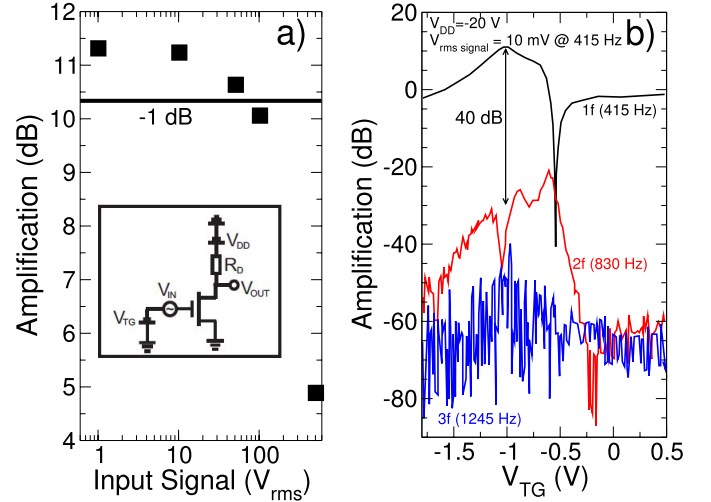 a)
12
11
10
9
8
7
6
5
4
Amplification (dB)
-1 dB
V_DD
R_D
V_IN
V_OUT
V_TG
1 10 100
Input Signal (V_rms)
b)
V_DD=-20 V
V_rms signal = 10 mV @ 415 Hz
20
0
-20
-40
-60
-80
Amplification (dB)
40 dB
1f (415 Hz)
2f (830 Hz)
3f (1245 Hz)
-1.5 -1 -0.5 0 0.5
V_TG (V)